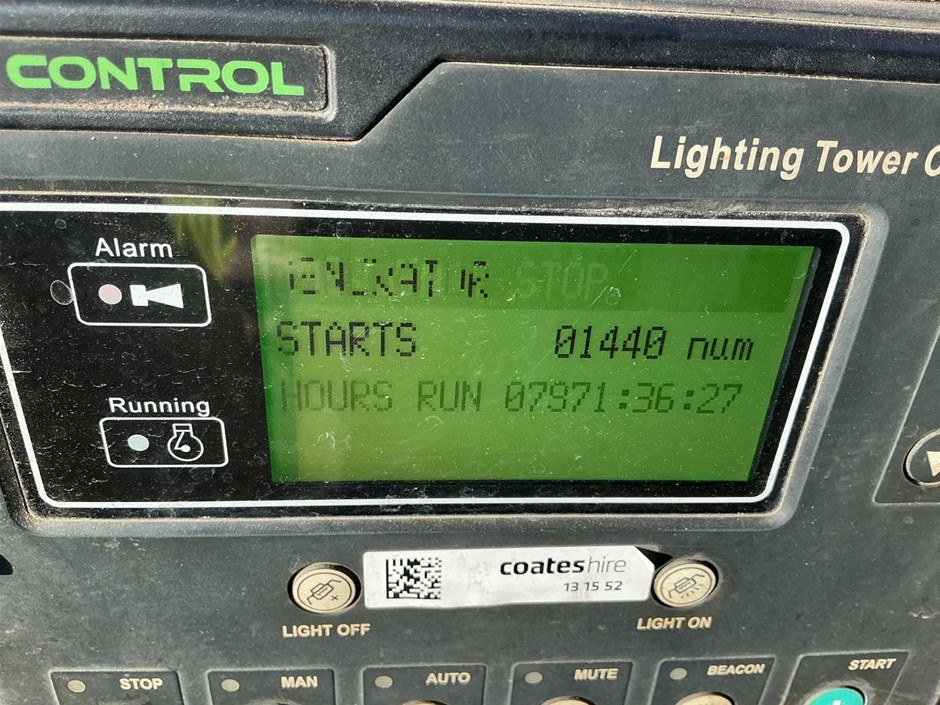 CONTROL
Lighting Tower C
Alarm
STOP
STARTS 01440 num
HOURS RUN 07971:36:27
Running
coateshire
13 15 52
LIGHT OFF
LIGHT ON
STOP MAN AUTO MUTE BEACON START